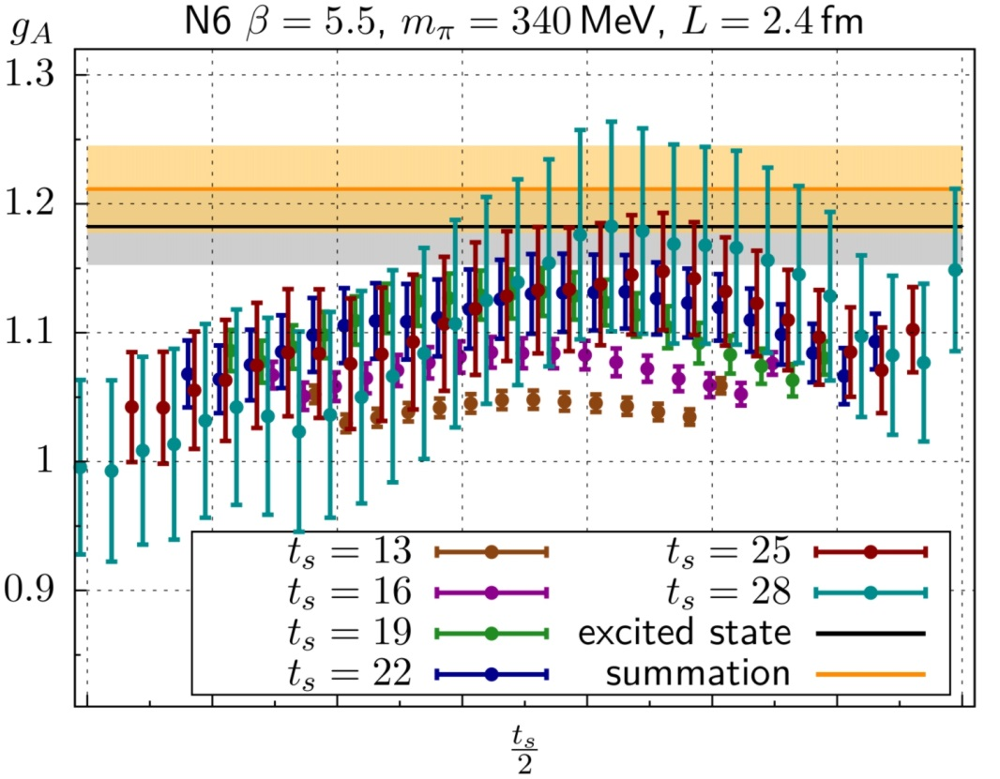 N6 β = 5.5, m_π = 340 MeV, L = 2.4 fm
g_A
1.3
1.2
1.1
1
0.9
t_s = 13
t_s = 16
t_s = 19
t_s = 22
t_s = 25
t_s = 28
excited state
summation
t_s/2